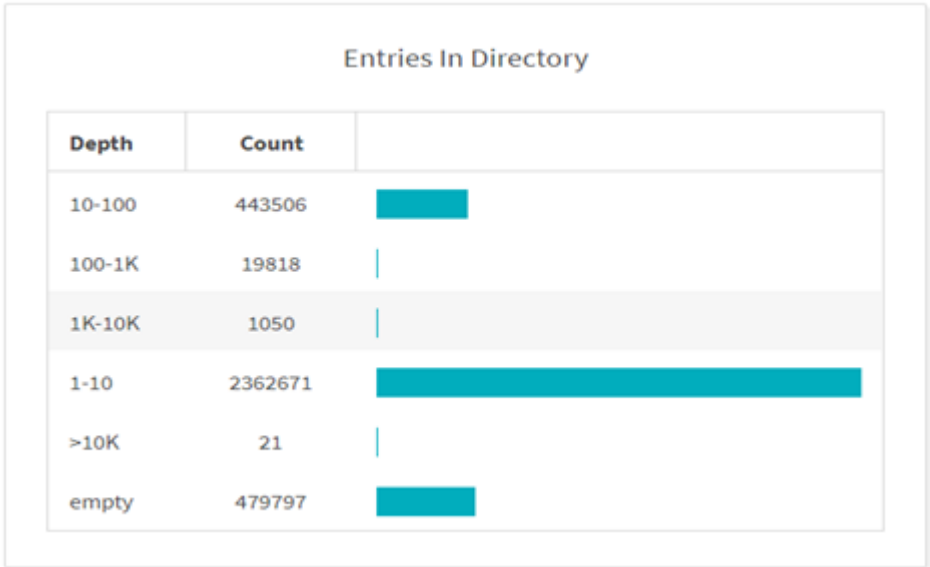 Entries In Directory
Depth Count
10-100 443506
100-1K 19818
1K-10K 1050
1-10 2362671
>10K 21
empty 479797